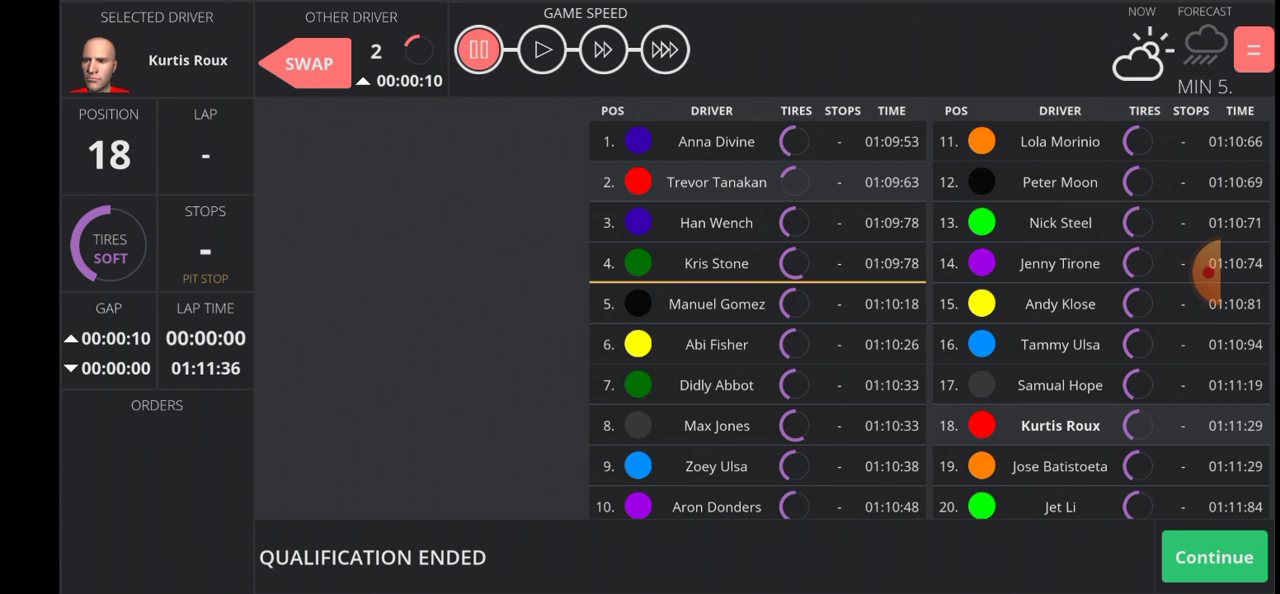 SELECTED DRIVER
Kurtis Roux
OTHER DRIVER
SWAP
2
00:00:10
GAME SPEED
NOW
FORECAST
MIN 5.
POSITION
18
LAP
-
TIRES
SOFT
STOPS
-
PIT STOP
GAP
00:00:10
00:00:00
LAP TIME
00:00:00
01:11:36
ORDERS
POS DRIVER TIRES STOPS TIME
1. Anna Divine - 01:09:53
2. Trevor Tanakan - 01:09:63
3. Han Wench - 01:09:78
4. Kris Stone - 01:09:78
5. Manuel Gomez - 01:10:18
6. Abi Fisher - 01:10:26
7. Didly Abbot - 01:10:33
8. Max Jones - 01:10:33
9. Zoey Ulsa - 01:10:38
10. Aron Donders - 01:10:48
POS DRIVER TIRES STOPS TIME
11. Lola Morinio - 01:10:66
12. Peter Moon - 01:10:69
13. Nick Steel - 01:10:71
14. Jenny Tirone - 01:10:74
15. Andy Klose - 01:10:81
16. Tammy Ulsa - 01:10:94
17. Samual Hope - 01:11:19
18. Kurtis Roux - 01:11:29
19. Jose Batistoeta - 01:11:29
20. Jet Li - 01:11:84
QUALIFICATION ENDED
Continue